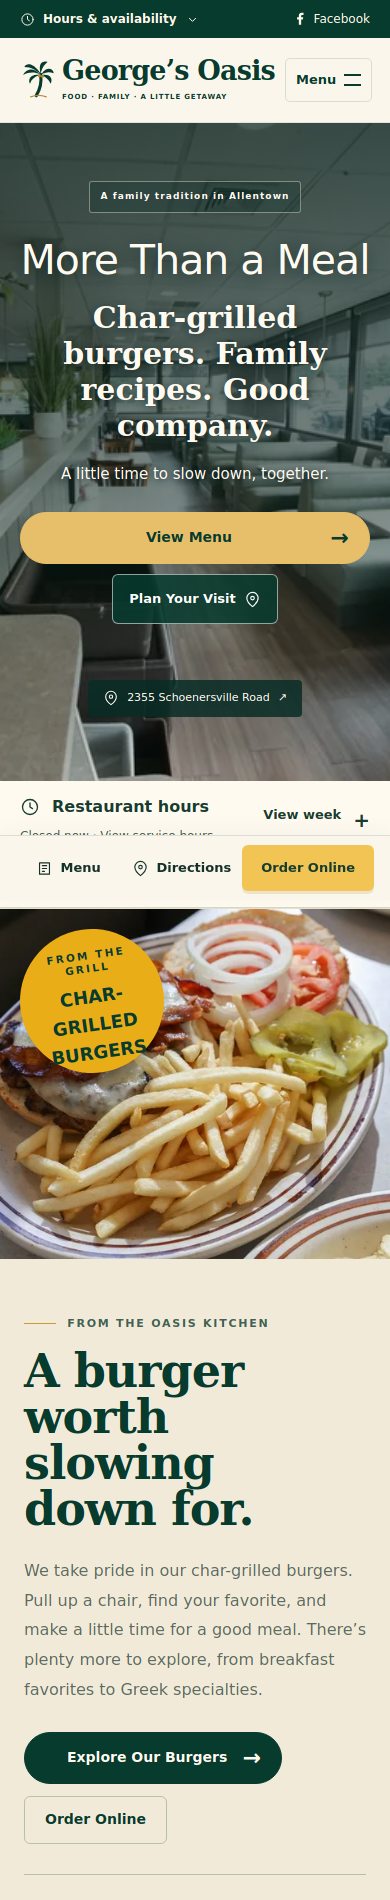 Hours & availability
Facebook
George’s Oasis
FOOD · FAMILY · A LITTLE GETAWAY
Menu
A family tradition in Allentown
More Than a Meal
Char-grilled
burgers. Family
recipes. Good
company.
A little time to slow down, together.
View Menu →
Plan Your Visit
2355 Schoenersville Road ↗
Restaurant hours
View week +
Closed now · View service hours
Menu
Directions
Order Online
FROM THE
GRILL
CHAR-
GRILLED
BURGERS
FROM THE OASIS KITCHEN
A burger
worth
slowing
down for.
We take pride in our char-grilled burgers.
Pull up a chair, find your favorite, and
make a little time for a good meal. There’s
plenty more to explore, from breakfast
favorites to Greek specialties.
Explore Our Burgers →
Order Online